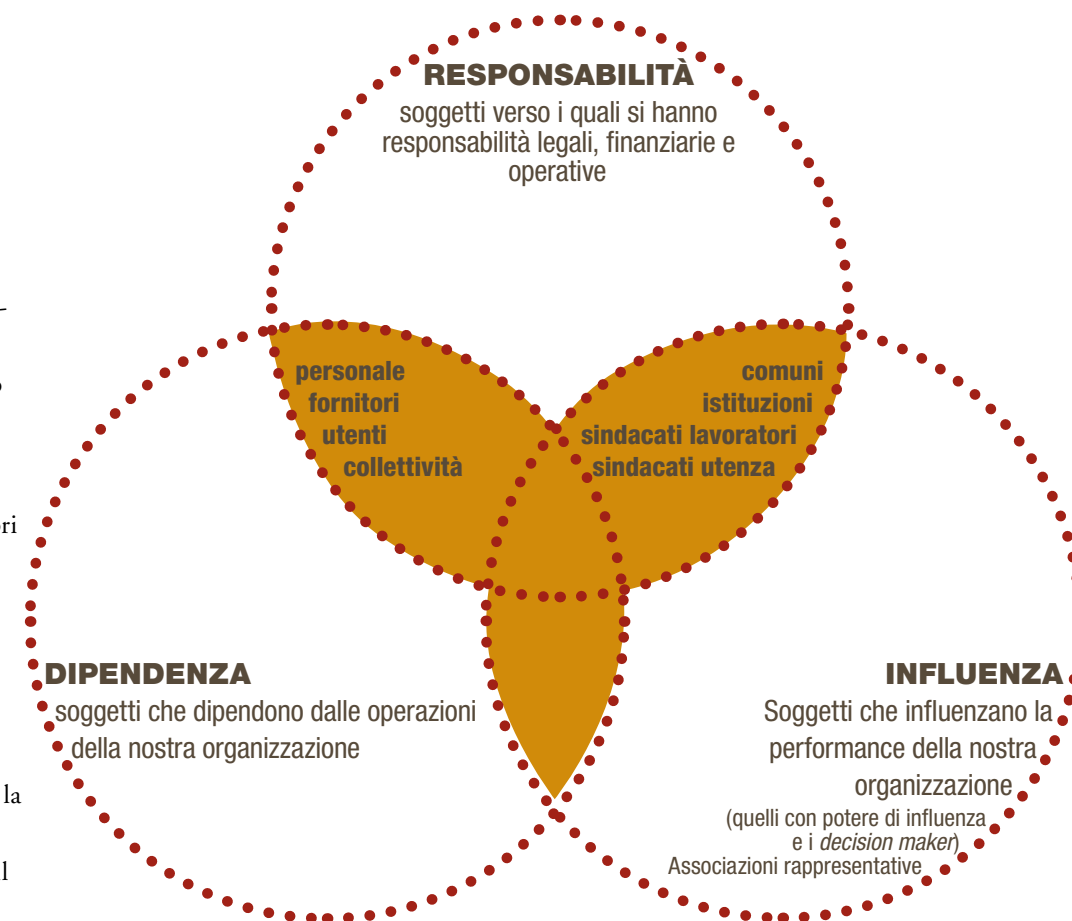 RESPONSABILITÀ
soggetti verso i quali si hanno
responsabilità legali, finanziarie e
operative
personale
fornitori
utenti
collettività
comuni
istituzioni
sindacati lavoratori
sindacati utenza
ori
DIPENDENZA
soggetti che dipendono dalle operazioni
della nostra organizzazione
INFLUENZA
Soggetti che influenzano la
performance della nostra
organizzazione
(quelli con potere di influenza
e i decision maker)
Associazioni rappresentative
la